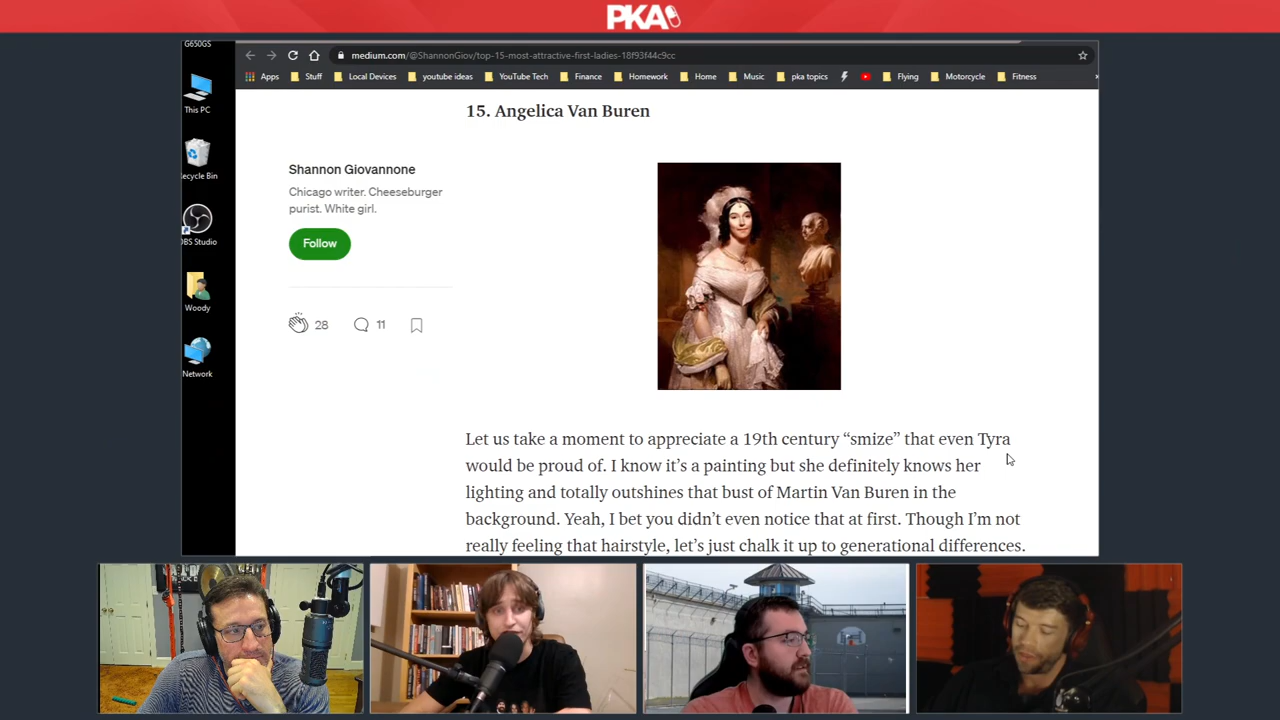 PKA
G650GS
medium.com/@ShannonGiov/top-15-most-attractive-first-ladies-18f93f44c9cc
Apps Stuff Local Devices youtube ideas YouTube Tech Finance Homework Home Music pka topics Flying Motorcycle Fitness
This PC
ecycle Bin
BS Studio
Woody
Network
15. Angelica Van Buren
Shannon Giovannone
Chicago writer. Cheeseburger
purist. White girl.
Follow
28 11
Let us take a moment to appreciate a 19th century “smize” that even Tyra
would be proud of. I know it’s a painting but she definitely knows her
lighting and totally outshines that bust of Martin Van Buren in the
background. Yeah, I bet you didn’t even notice that at first. Though I’m not
really feeling that hairstyle, let’s just chalk it up to generational differences.